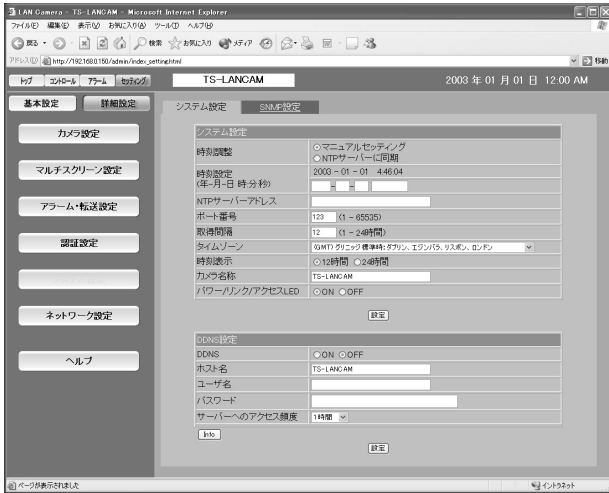 LAN Camera - TS-LANCAM - Microsoft Internet Explorer
ファイル(F) 編集(E) 表示(V) お気に入り(A) ツール(T) ヘルプ(H)
戻る 検索 お気に入り メディア
アドレス(D) http://192.168.0.150/admin/index_setting.html 移動
トップ コントロール アラーム セッティング TS-LANCAM 2003 年 01 月 01 日 12:00 AM
基本設定 詳細設定
カメラ設定
マルチスクリーン設定
アラーム・転送設定
認証設定
ネットワーク設定
ヘルプ
システム設定 SNMP設定
システム設定
時刻調整 マニュアルセッティング
NTPサーバーに同期
時刻設定
(年-月-日 時:分:秒) 2003 - 01 - 01 4:46:04
- -
NTPサーバーアドレス
ポート番号 123 (1 ~ 65535)
取得間隔 12 (1 ~ 24時間)
タイムゾーン (GMT) グリニッジ標準時: ダブリン、エジンバラ、リスボン、ロンドン
時刻表示 12時間 24時間
カメラ名称 TS-LANCAM
パワー/リンク/アクセスLED ON OFF
設定
DDNS設定
DDNS ON OFF
ホスト名 TS-LANCAM
ユーザ名
パスワード
サーバーへのアクセス頻度 1時間
Info
設定
ページが表示されました イントラネット